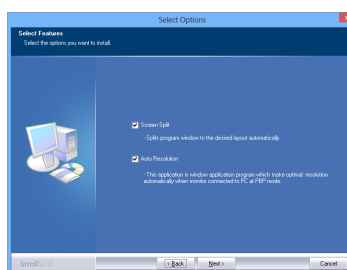 Select Options
Select Features
Select the options you want to install.
Screen Split
- Splits program window to the desired layout automatically.
Auto Resolution
- This application is window application program which make optimal resolution
automatically when monitor connected to PC at PBP mode.
InstallShield
< Back
Next >
Cancel